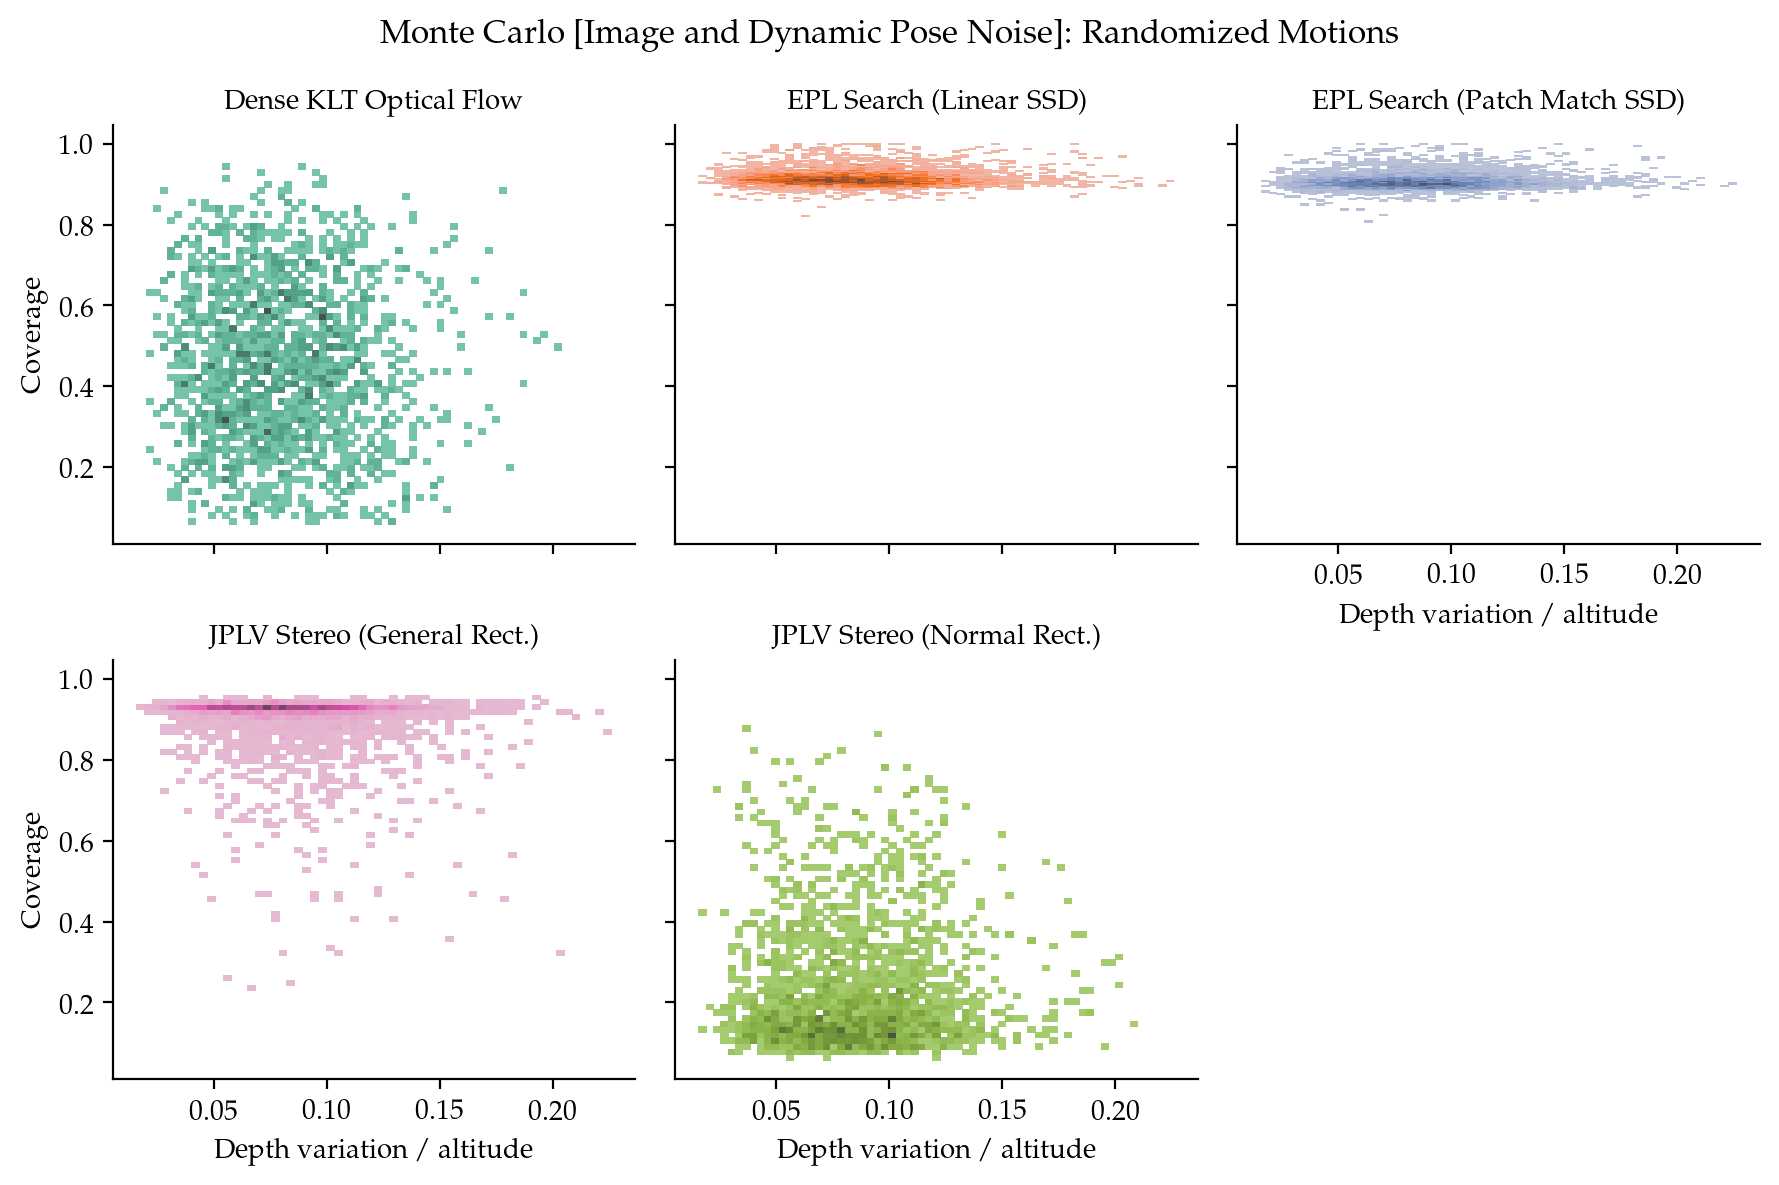 Monte Carlo [Image and Dynamic Pose Noise]: Randomized Motions
Dense KLT Optical Flow
EPL Search (Linear SSD)
EPL Search (Patch Match SSD)
1.0
0.8
0.6
0.4
0.2
Coverage
0.05 0.10 0.15 0.20
Depth variation / altitude
JPLV Stereo (General Rect.)
JPLV Stereo (Normal Rect.)
1.0
0.8
0.6
0.4
0.2
Coverage
0.05 0.10 0.15 0.20
Depth variation / altitude
0.05 0.10 0.15 0.20
Depth variation / altitude